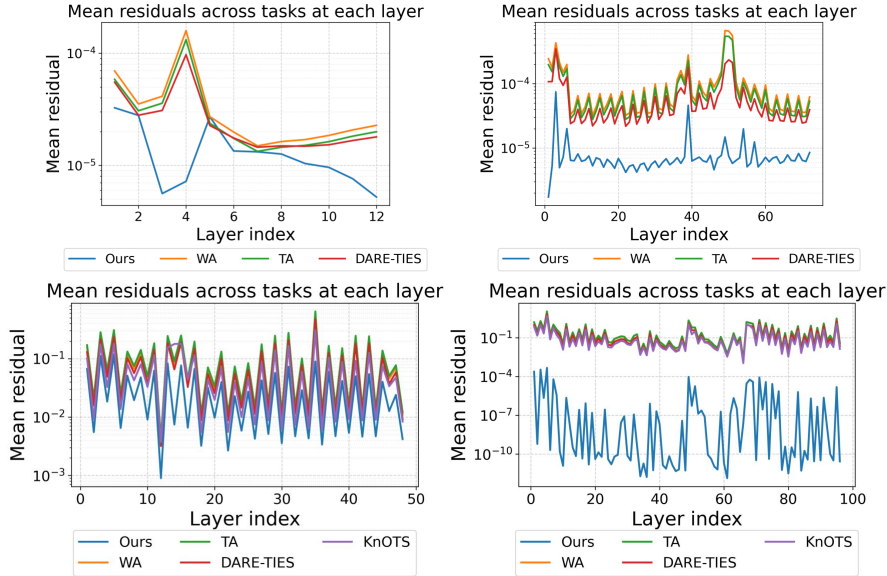 Mean residuals across tasks at each layer
Mean residual
10⁻⁴
10⁻⁵
2 4 6 8 10 12
Layer index
Ours WA TA DARE-TIES
Mean residuals across tasks at each layer
Mean residual
10⁻⁴
10⁻⁵
0 20 40 60
Layer index
Ours WA TA DARE-TIES
Mean residuals across tasks at each layer
Mean residual
10⁻¹
10⁻²
10⁻³
0 10 20 30 40 50
Layer index
Ours TA KnOTS
WA DARE-TIES
Mean residuals across tasks at each layer
Mean residual
10⁻¹
10⁻⁴
10⁻⁷
10⁻¹⁰
0 20 40 60 80 100
Layer index
Ours TA KnOTS
WA DARE-TIES